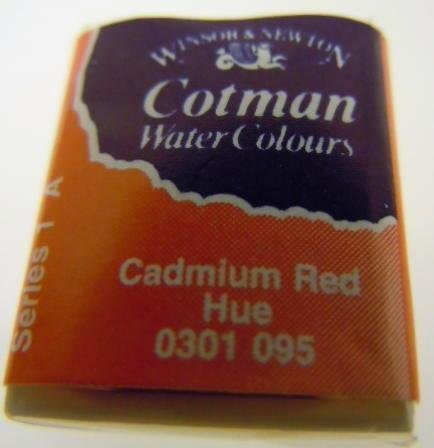 WINSOR & NEWTON
Cotman
Water Colours
Series 1 A
Cadmium Red
Hue
0301 095